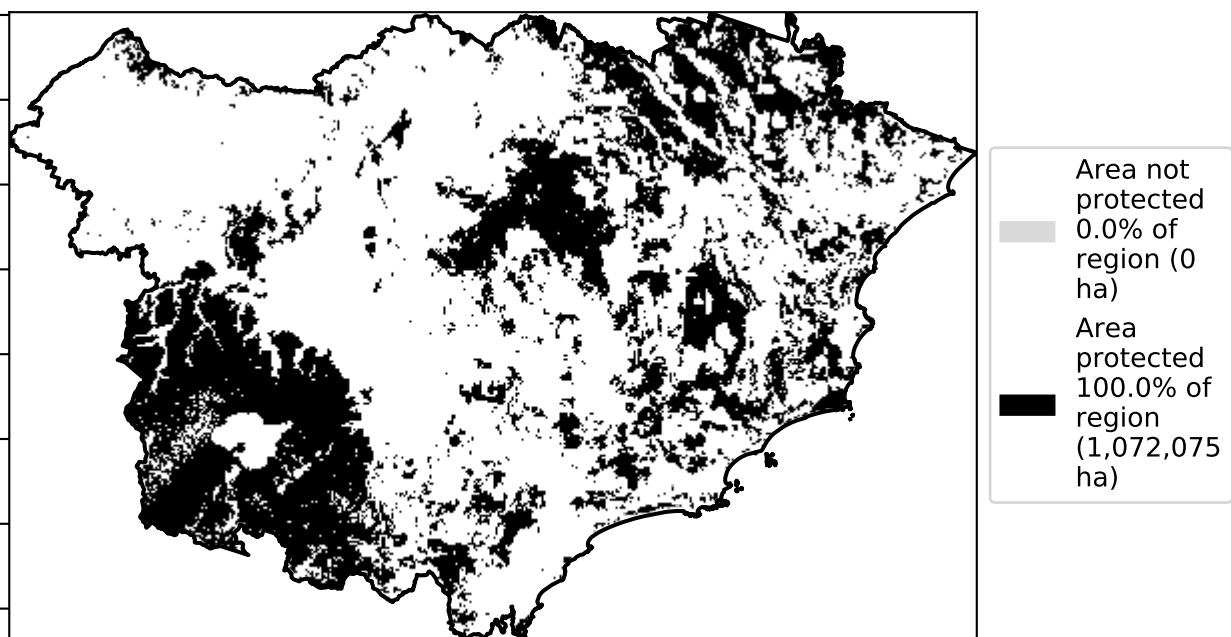 Area not
protected
0.0% of
region (0
ha)
Area
protected
100.0% of
region
(1,072,075
ha)